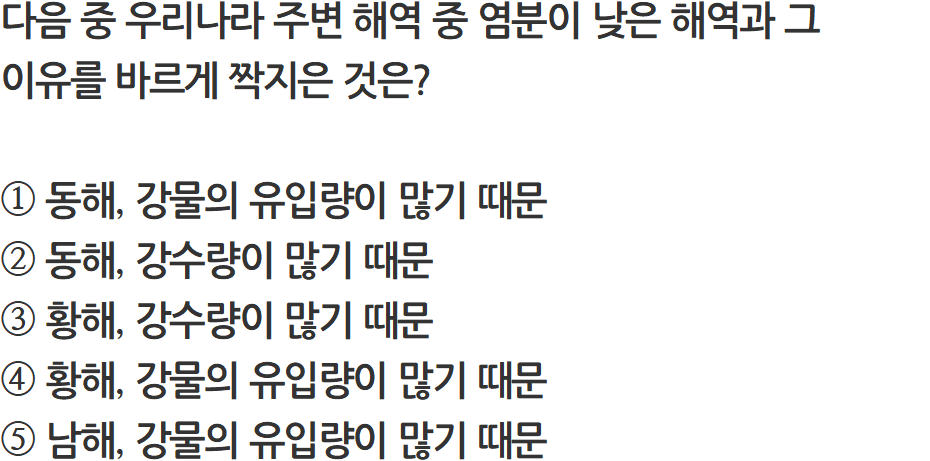 다음 중 우리나라 주변 해역 중 염분이 낮은 해역과 그
이유를 바르게 짝지은 것은?
① 동해, 강물의 유입량이 많기 때문
② 동해, 강수량이 많기 때문
③ 황해, 강수량이 많기 때문
④ 황해, 강물의 유입량이 많기 때문
⑤ 남해, 강물의 유입량이 많기 때문